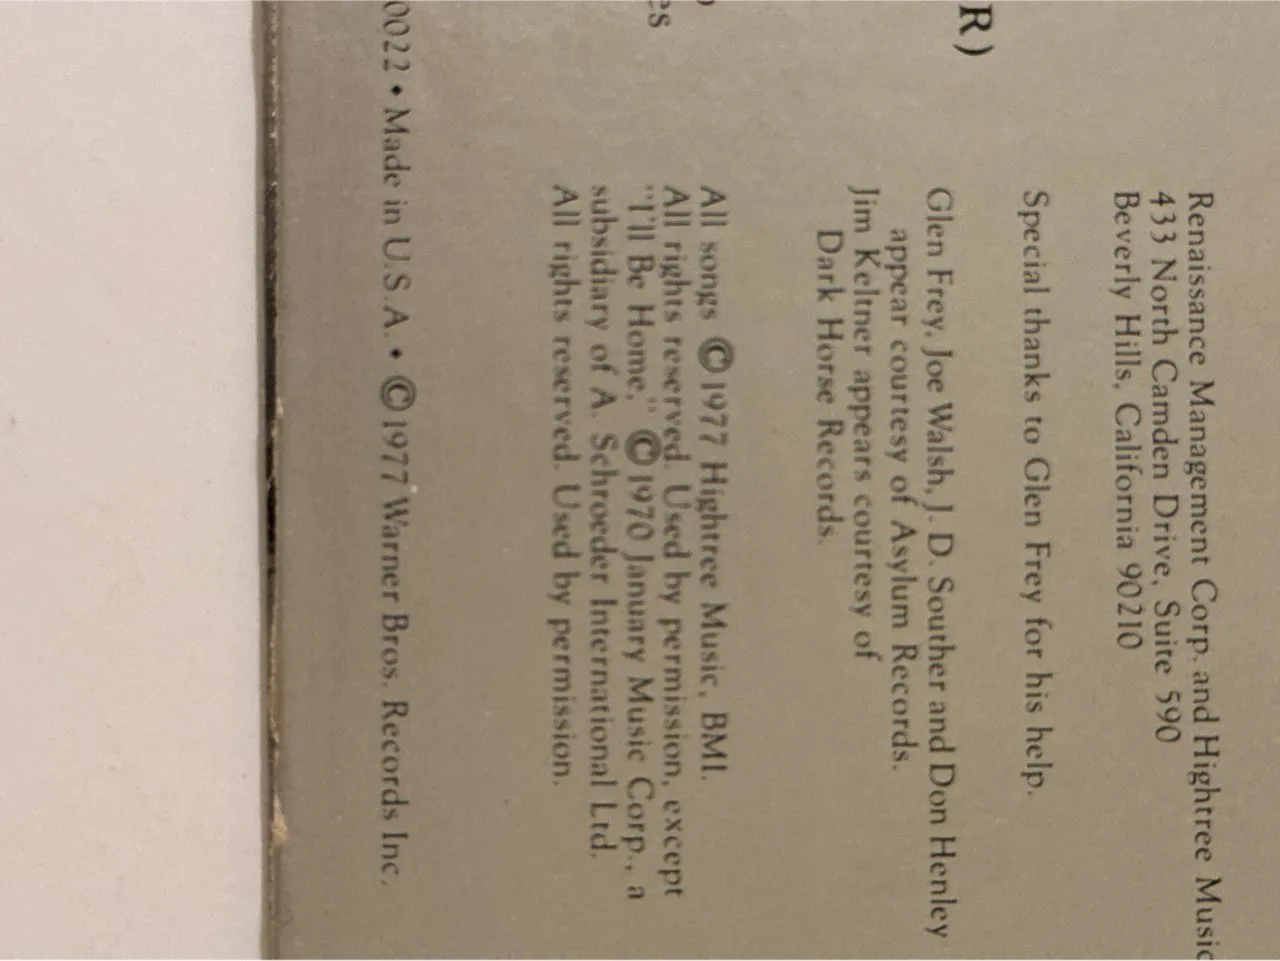 R)
es
Renaissance Management Corp. and Hightree Music
433 North Camden Drive, Suite 590
Beverly Hills, California 90210
Special thanks to Glen Frey for his help.
Glen Frey, Joe Walsh, J. D. Souther and Don Henley
appear courtesy of Asylum Records.
Jim Keltner appears courtesy of
Dark Horse Records.
All songs ©1977 Hightree Music, BMI.
All rights reserved. Used by permission, except
"I'll Be Home," ©1970 January Music Corp., a
subsidiary of A. Schroeder International Ltd.
All rights reserved. Used by permission.
0022 • Made in U.S.A. • ©1977 Warner Bros. Records Inc.